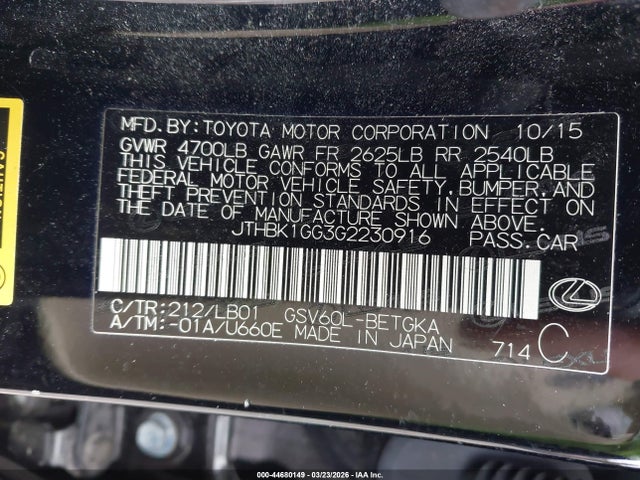 MFD.BY:TOYOTA MOTOR CORPORATION 10/15
GVWR 4700LB GAWR FR 2625LB RR 2540LB
THIS VEHICLE CONFORMS TO ALL APPLICABLE
FEDERAL MOTOR VEHICLE SAFETY,BUMPER,AND
THEFT PREVENTION STANDARDS IN EFFECT ON
THE DATE OF MANUFACTURE SHOWN ABOVE.
JTHBK1GG3G2230916 PASS.CAR
C/TR:212/LB01 GSV60L-BETGKA
A/TM:-01A/U660E MADE IN JAPAN
714 C
000-44680149 - 03/23/2026 - IAA Inc.